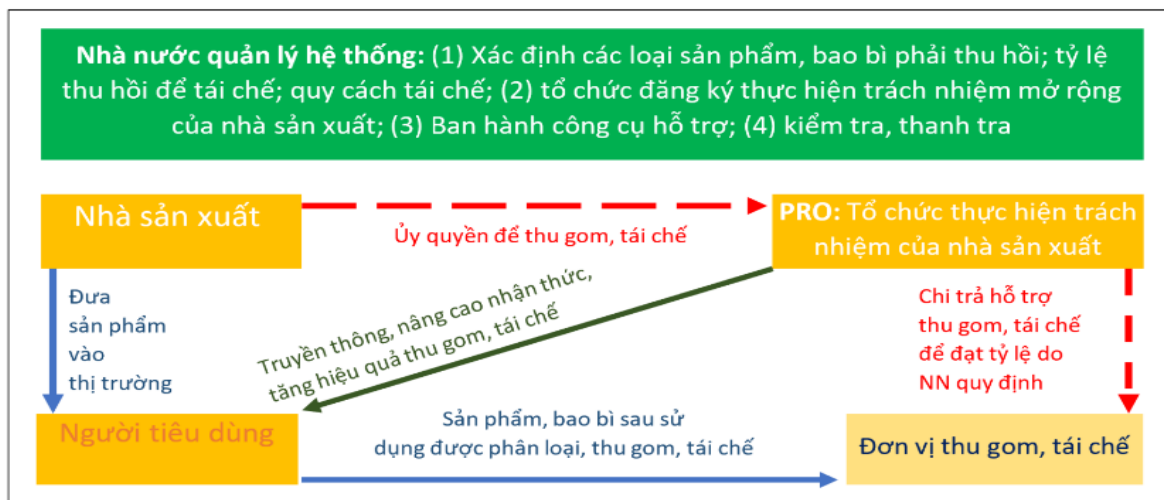 Nhà nước quản lý hệ thống: (1) Xác định các loại sản phẩm, bao bì phải thu hồi; tỷ lệ
thu hồi để tái chế; quy cách tái chế; (2) tổ chức đăng ký thực hiện trách nhiệm mở rộng
của nhà sản xuất; (3) Ban hành công cụ hỗ trợ; (4) kiểm tra, thanh tra
Nhà sản xuất
Ủy quyền để thu gom, tái chế
PRO: Tổ chức thực hiện trách
nhiệm của nhà sản xuất
Đưa
sản phẩm
vào
thị trường
Truyền thông, nâng cao nhận thức,
tăng hiệu quả thu gom, tái chế
Chi trả hỗ trợ
thu gom, tái chế
để đạt tỷ lệ do
NN quy định
Người tiêu dùng
Sản phẩm, bao bì sau sử
dụng được phân loại, thu gom, tái chế
Đơn vị thu gom, tái chế